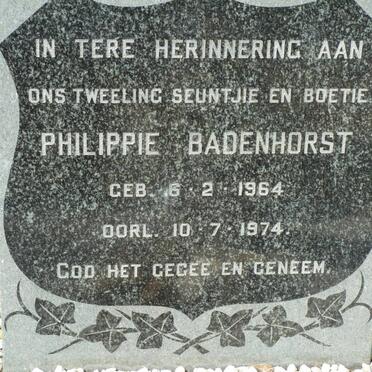 IN TERE HERINNERING AAN
ONS TWEELING SEUNTJIE EN BOETIE
PHILIPPIE BADENHORST
GEB. 6·2·1964
OORL. 10·7·1974.
GOD HET GEGEE EN GENEEM.